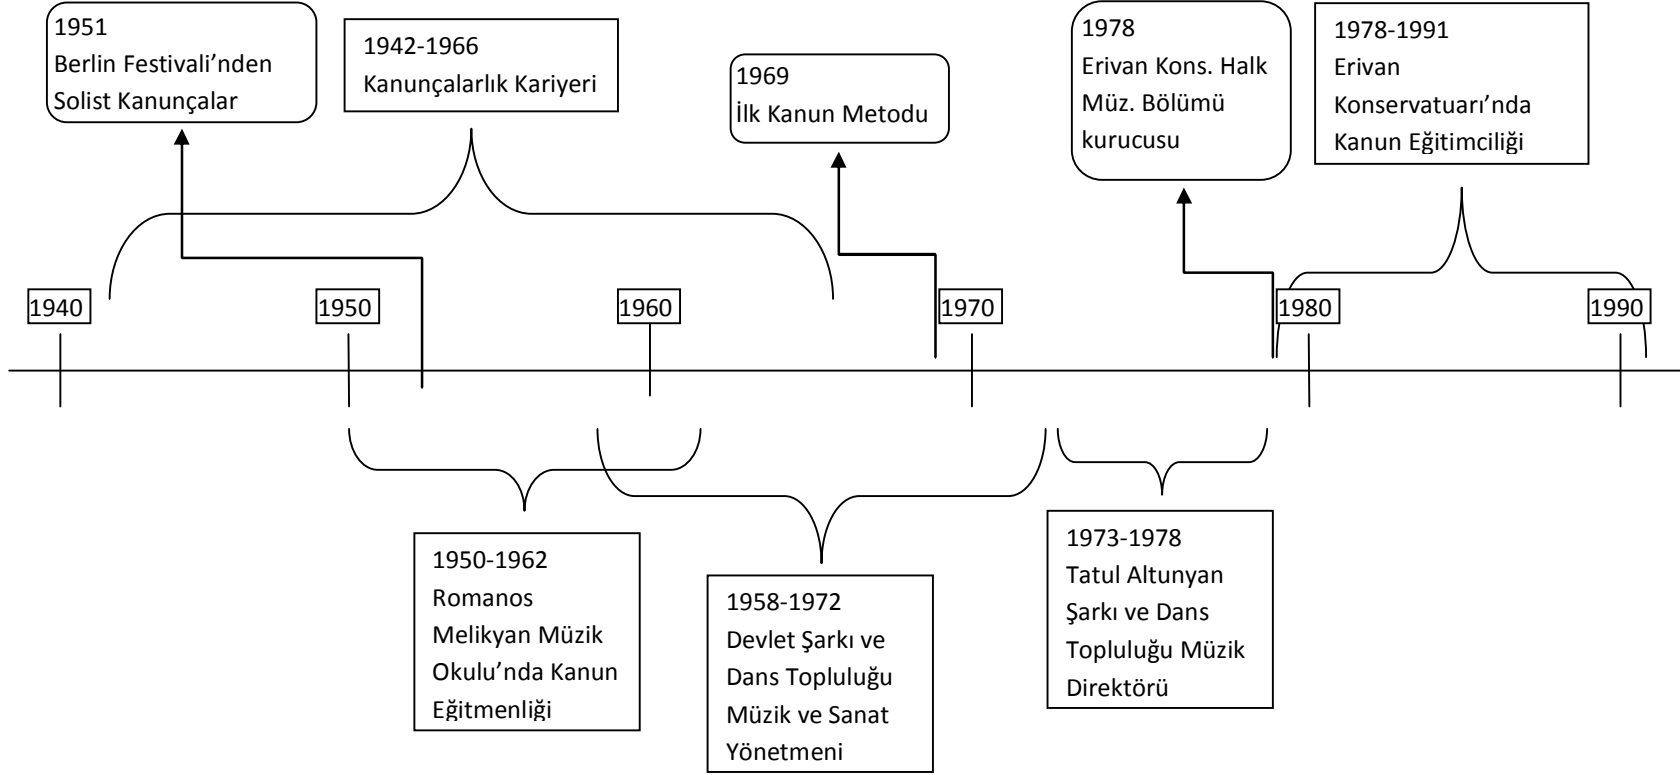 1951
Berlin Festivali’nden
Solist Kanunçalar
1942-1966
Kanunçalarlık Kariyeri
1969
İlk Kanun Metodu
1978
Erivan Kons. Halk
Müz. Bölümü
kurucusu
1978-1991
Erivan
Konservatuarı’nda
Kanun Eğitimciliği
1940
1950
1960
1970
1980
1990
1950-1962
Romanos
Melikyan Müzik
Okulu’nda Kanun
Eğitmenliği
1958-1972
Devlet Şarkı ve
Dans Topluluğu
Müzik ve Sanat
Yönetmeni
1973-1978
Tatul Altunyan
Şarkı ve Dans
Topluluğu Müzik
Direktörü